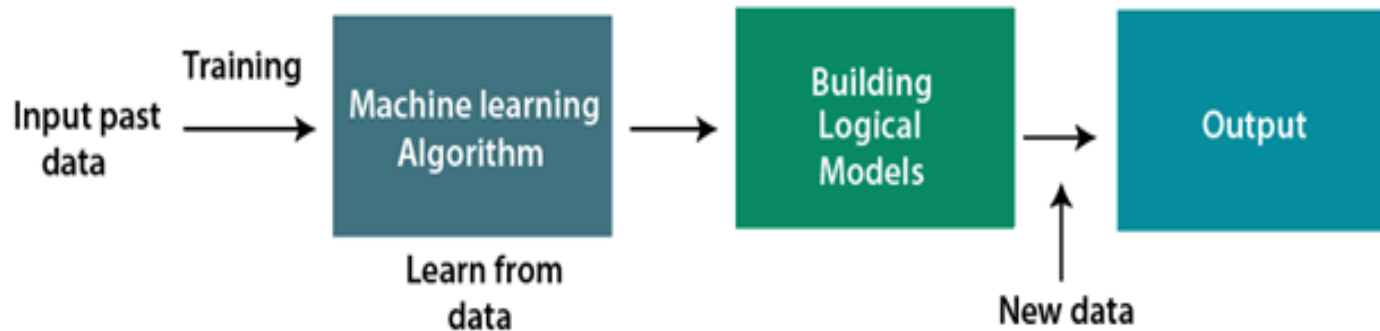 Training
Input past
data
Machine learning
Algorithm
Learn from
data
Building
Logical
Models
New data
Output